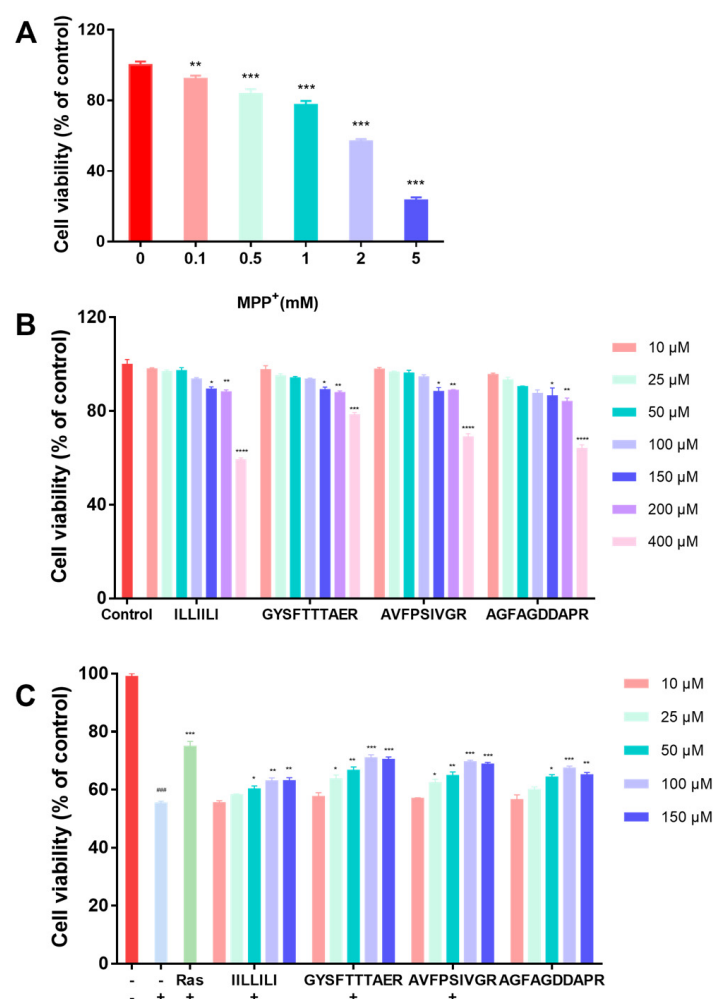 A
Cell viability (% of control)
120
80
40
0
** *** *** *** ***
0 0.1 0.5 1 2 5
MPP+(mM)
B
Cell viability (% of control)
120
80
40
0
* ** **** * ** *** * ** **** * ** ****
Control ILLIILI GYSFTTTAER AVFPSIVGR AGFAGDDAPR
10 µM
25 µM
50 µM
100 µM
150 µM
200 µM
400 µM
C
Cell viability (% of control)
100
80
60
40
20
0
### *** * ** ** * ** *** *** * ** *** *** * *** **
- - Ras IILLILI GYSFTTTAER AVFPSIVGR AGFAGDDAPR
- + + + + +
10 µM
25 µM
50 µM
100 µM
150 µM